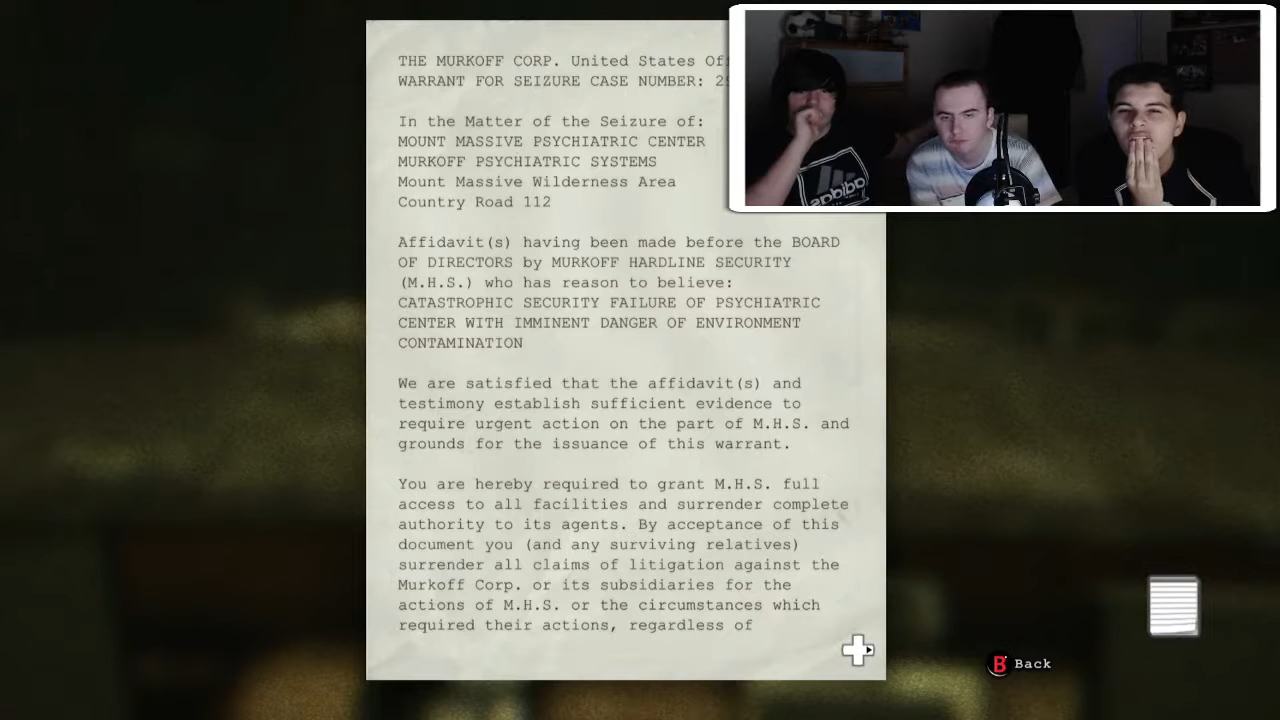 THE MURKOFF CORP. United States
WARRANT FOR SEIZURE CASE NUMBER:
In the Matter of the Seizure of:
MOUNT MASSIVE PSYCHIATRIC CENTER
MURKOFF PSYCHIATRIC SYSTEMS
Mount Massive Wilderness Area
Country Road 112
Affidavit(s) having been made before the BOARD
OF DIRECTORS by MURKOFF HARDLINE SECURITY
(M.H.S.) who has reason to believe:
CATASTROPHIC SECURITY FAILURE OF PSYCHIATRIC
CENTER WITH IMMINENT DANGER OF ENVIRONMENT
CONTAMINATION
We are satisfied that the affidavit(s) and
testimony establish sufficient evidence to
require urgent action on the part of M.H.S. and
grounds for the issuance of this warrant.
You are hereby required to grant M.H.S. full
access to all facilities and surrender complete
authority to its agents. By acceptance of this
document you (and any surviving relatives)
surrender all claims of litigation against the
Murkoff Corp. or its subsidiaries for the
actions of M.H.S. or the circumstances which
required their actions, regardless of
B Back
adidas